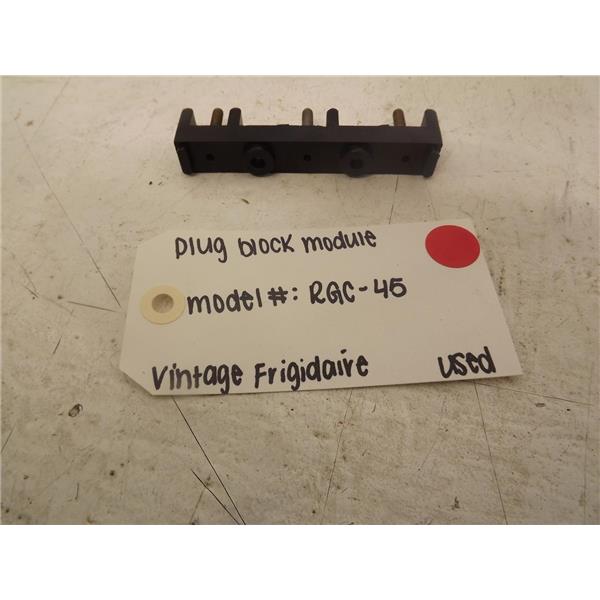 Plug block module
model#: RGC-45
Vintage Frigidaire used